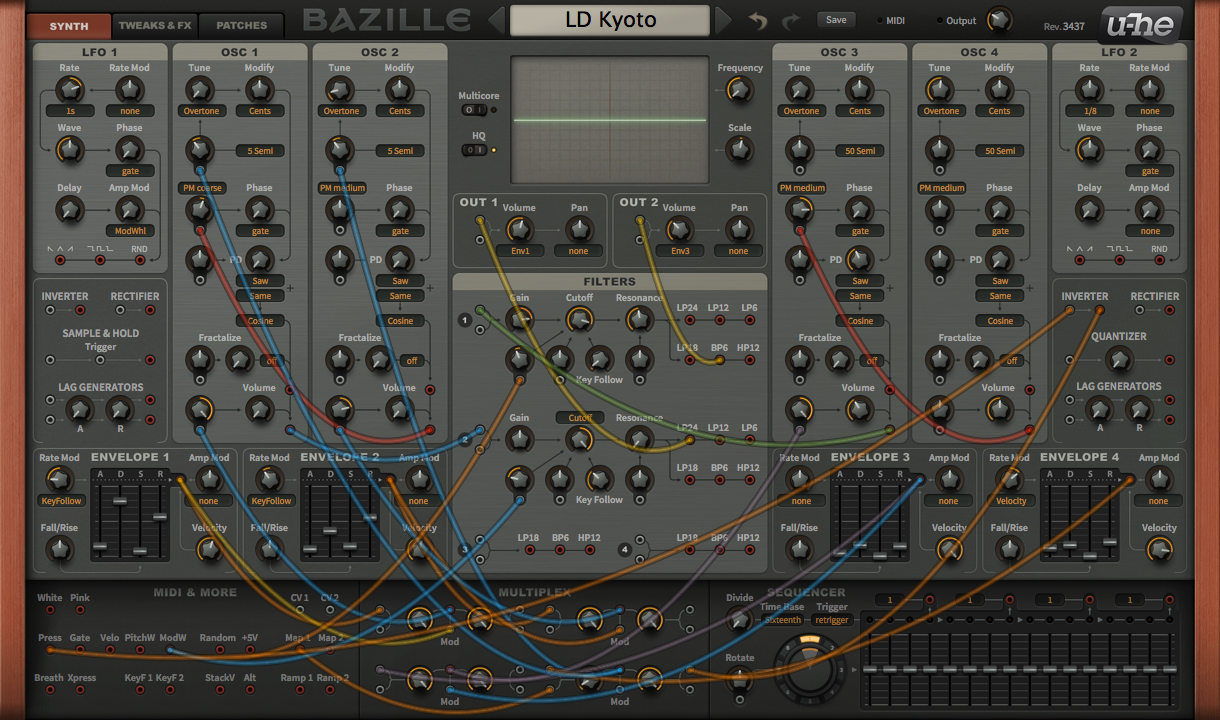 SYNTH TWEAKS & FX PATCHES BAZILLE LD Kyoto Save MIDI Output Rev.3437 u-he
LFO 1 OSC 1 OSC 2 OSC 3 OSC 4 LFO 2
Rate Rate Mod Tune Modify Tune Modify Frequency Tune Modify Tune Modify Rate Rate Mod
1s none Overtone Cents Overtone Cents Multicore Overtone Cents Overtone Cents 1/8 none
Wave Phase HQ Scale Wave Phase
5 Semi 5 Semi 50 Semi 50 Semi
gate gate
Delay Amp Mod PM coarse Phase PM medium Phase PM medium Phase PM medium Phase Delay Amp Mod
OUT 1 Volume Pan OUT 2 Volume Pan
ModWhl gate gate gate gate none
RND Env1 none Env3 none RND
PD PD PD PD
Saw Saw FILTERS Saw Saw
INVERTER RECTIFIER Same Same Gain Cutoff Resonance Same Same INVERTER RECTIFIER
Cosine Cosine 1 LP24 LP12 LP6 Cosine Cosine
SAMPLE & HOLD Fractalize Fractalize Fractalize Fractalize QUANTIZER
Trigger off off LP18 BP6 HP12 off off
LAG GENERATORS Volume Volume Key Follow Volume Volume LAG GENERATORS
A R Gain Cutoff Resonance A R
2 LP24 LP12 LP6
Rate Mod ENVELOPE 1 Amp Mod Rate Mod ENVELOPE 2 Amp Mod LP18 BP6 HP12 Rate Mod ENVELOPE 3 Amp Mod Rate Mod ENVELOPE 4 Amp Mod
A D S R A D S R A D S R A D S R
KeyFollow none KeyFollow none Key Follow none none Velocity none
Fall/Rise Velocity Fall/Rise Velocity Fall/Rise Velocity Fall/Rise Velocity
3 LP18 BP6 HP12 4 LP18 BP6 HP12
MIDI & MORE MULTIPLEX SEQUENCER
White Pink CV 1 CV 2 Divide Time Base Trigger 1 1 1 1
Sixteenth retrigger
Press Gate Velo PitchW ModW Random +5V Map 1 Map 2 Mod Mod
Rotate
Breath Xpress KeyF 1 KeyF 2 StackV Alt Ramp 1 Ramp 2 Mod Mod